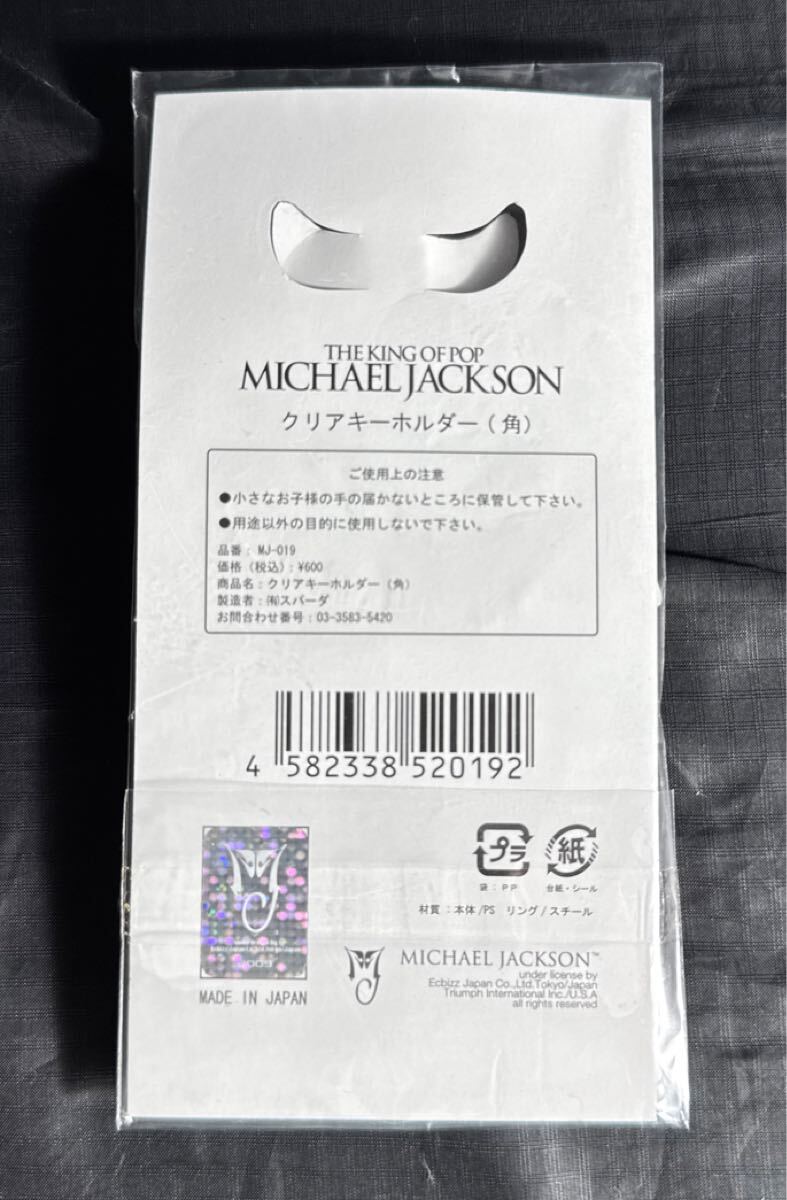 THE KING OF POP
MICHAEL JACKSON
クリアキーホルダー(角)
ご使用上の注意
●小さなお子様の手の届かないところに保管して下さい。
●用途以外の目的に使用しないで下さい。
品番: MJ-019
価格(税込):¥600
商品名:クリアキーホルダー(角)
製造者:㈲スパーダ
お問合わせ番号:03-3583-5420
4 582338 520192
プラ
紙
袋:PP
台紙・シール
材質:本体/PS リング/スチール
MADE IN JAPAN
MICHAEL JACKSON™
under license by
Ecbizz Japan Co.,Ltd.Tokyo/Japan
Triumph International Inc./U.S.A
all rights reserved